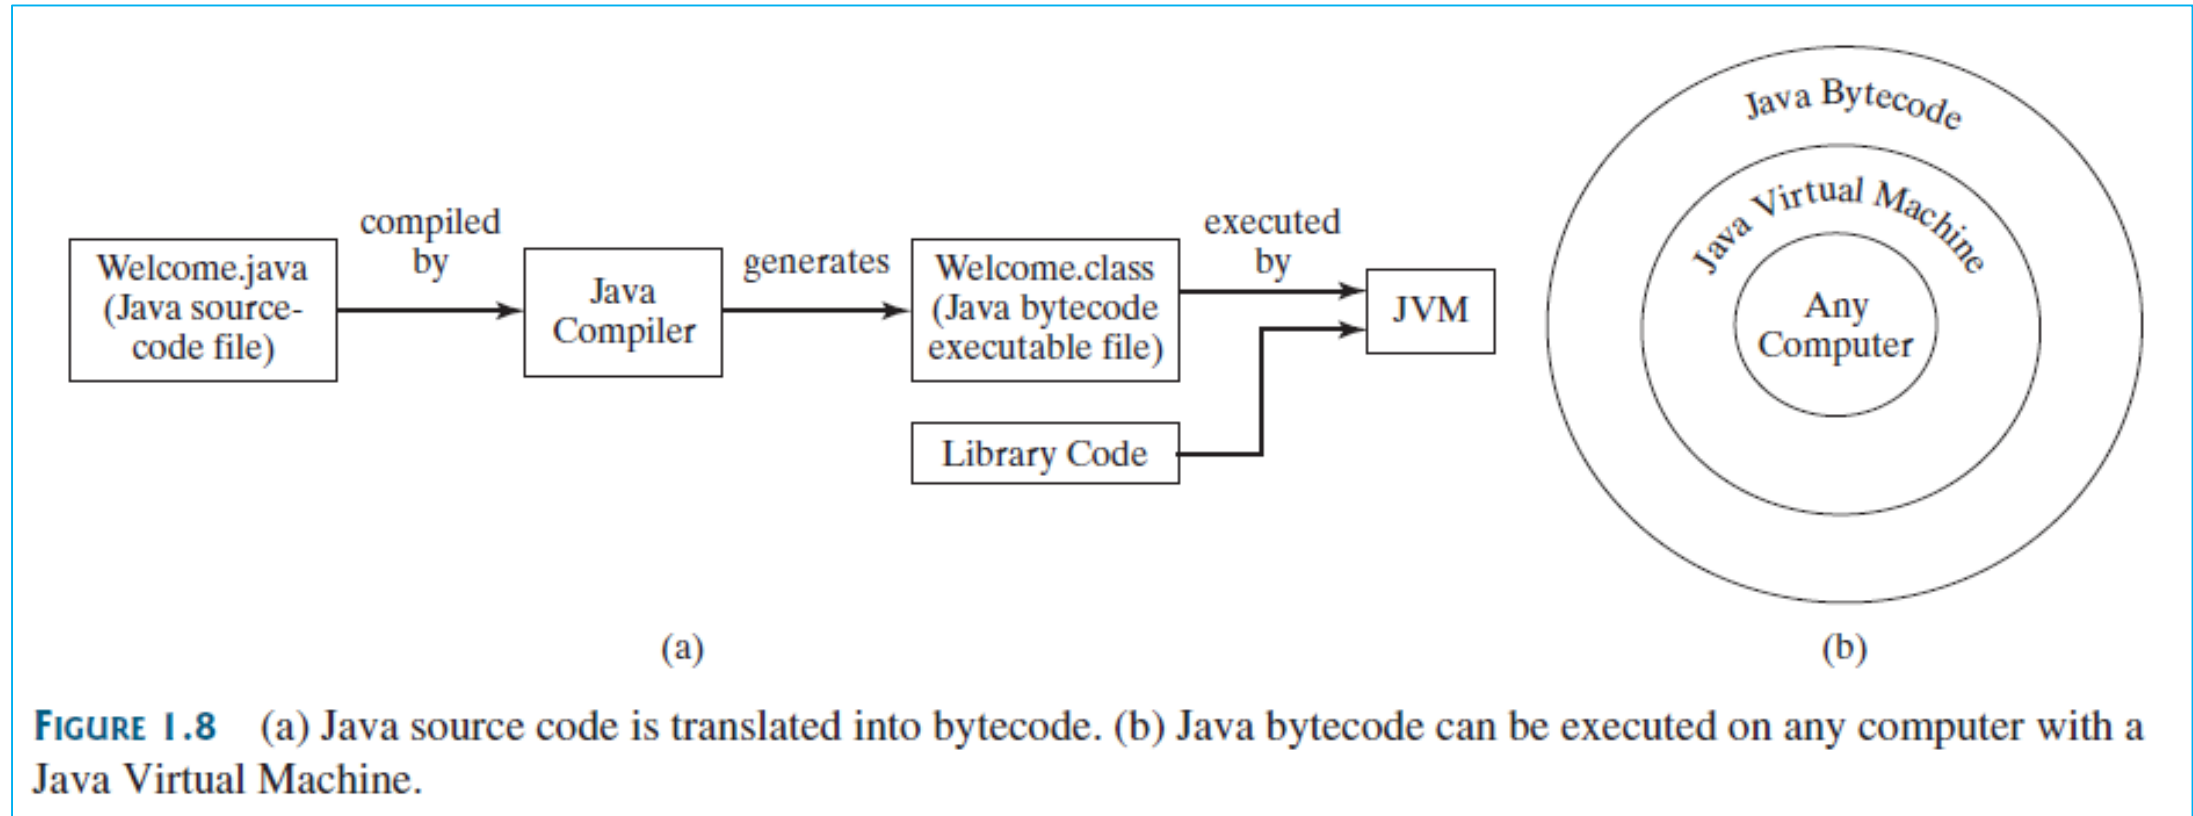 Welcome.java
(Java source-
code file)
compiled
by
Java
Compiler
generates
Welcome.class
(Java bytecode
executable file)
executed
by
JVM
Library Code
(a)
Java Bytecode
Java Virtual Machine
Any
Computer
(b)
FIGURE 1.8 (a) Java source code is translated into bytecode. (b) Java bytecode can be executed on any computer with a
Java Virtual Machine.